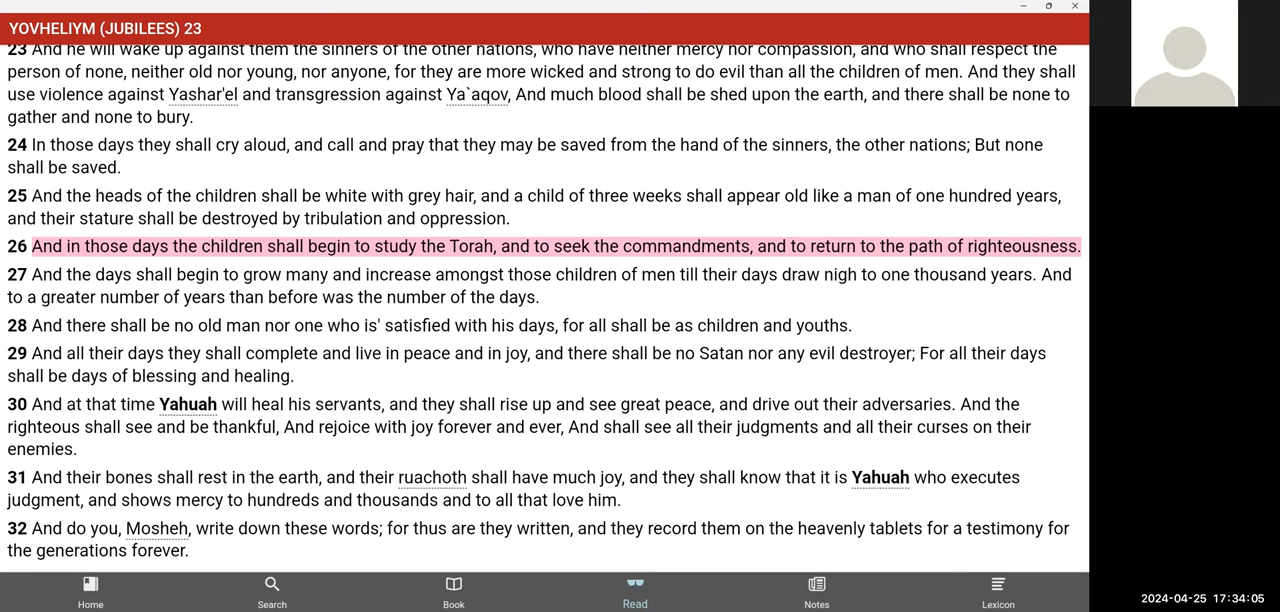 YOVHELIYM (JUBILEES) 23
23 And he will wake up against them the sinners of the other nations, who have neither mercy nor compassion, and who shall respect the
person of none, neither old nor young, nor anyone, for they are more wicked and strong to do evil than all the children of men. And they shall
use violence against Yashar'el and transgression against Ya`aqov, And much blood shall be shed upon the earth, and there shall be none to
gather and none to bury.
24 In those days they shall cry aloud, and call and pray that they may be saved from the hand of the sinners, the other nations; But none
shall be saved.
25 And the heads of the children shall be white with grey hair, and a child of three weeks shall appear old like a man of one hundred years,
and their stature shall be destroyed by tribulation and oppression.
26 And in those days the children shall begin to study the Torah, and to seek the commandments, and to return to the path of righteousness.
27 And the days shall begin to grow many and increase amongst those children of men till their days draw nigh to one thousand years. And
to a greater number of years than before was the number of the days.
28 And there shall be no old man nor one who is' satisfied with his days, for all shall be as children and youths.
29 And all their days they shall complete and live in peace and in joy, and there shall be no Satan nor any evil destroyer; For all their days
shall be days of blessing and healing.
30 And at that time Yahuah will heal his servants, and they shall rise up and see great peace, and drive out their adversaries. And the
righteous shall see and be thankful, And rejoice with joy forever and ever, And shall see all their judgments and all their curses on their
enemies.
31 And their bones shall rest in the earth, and their ruachoth shall have much joy, and they shall know that it is Yahuah who executes
judgment, and shows mercy to hundreds and thousands and to all that love him.
32 And do you, Mosheh, write down these words; for thus are they written, and they record them on the heavenly tablets for a testimony for
the generations forever.
Home Search Book Read Notes Lexicon
2024-04-25 17:34:05